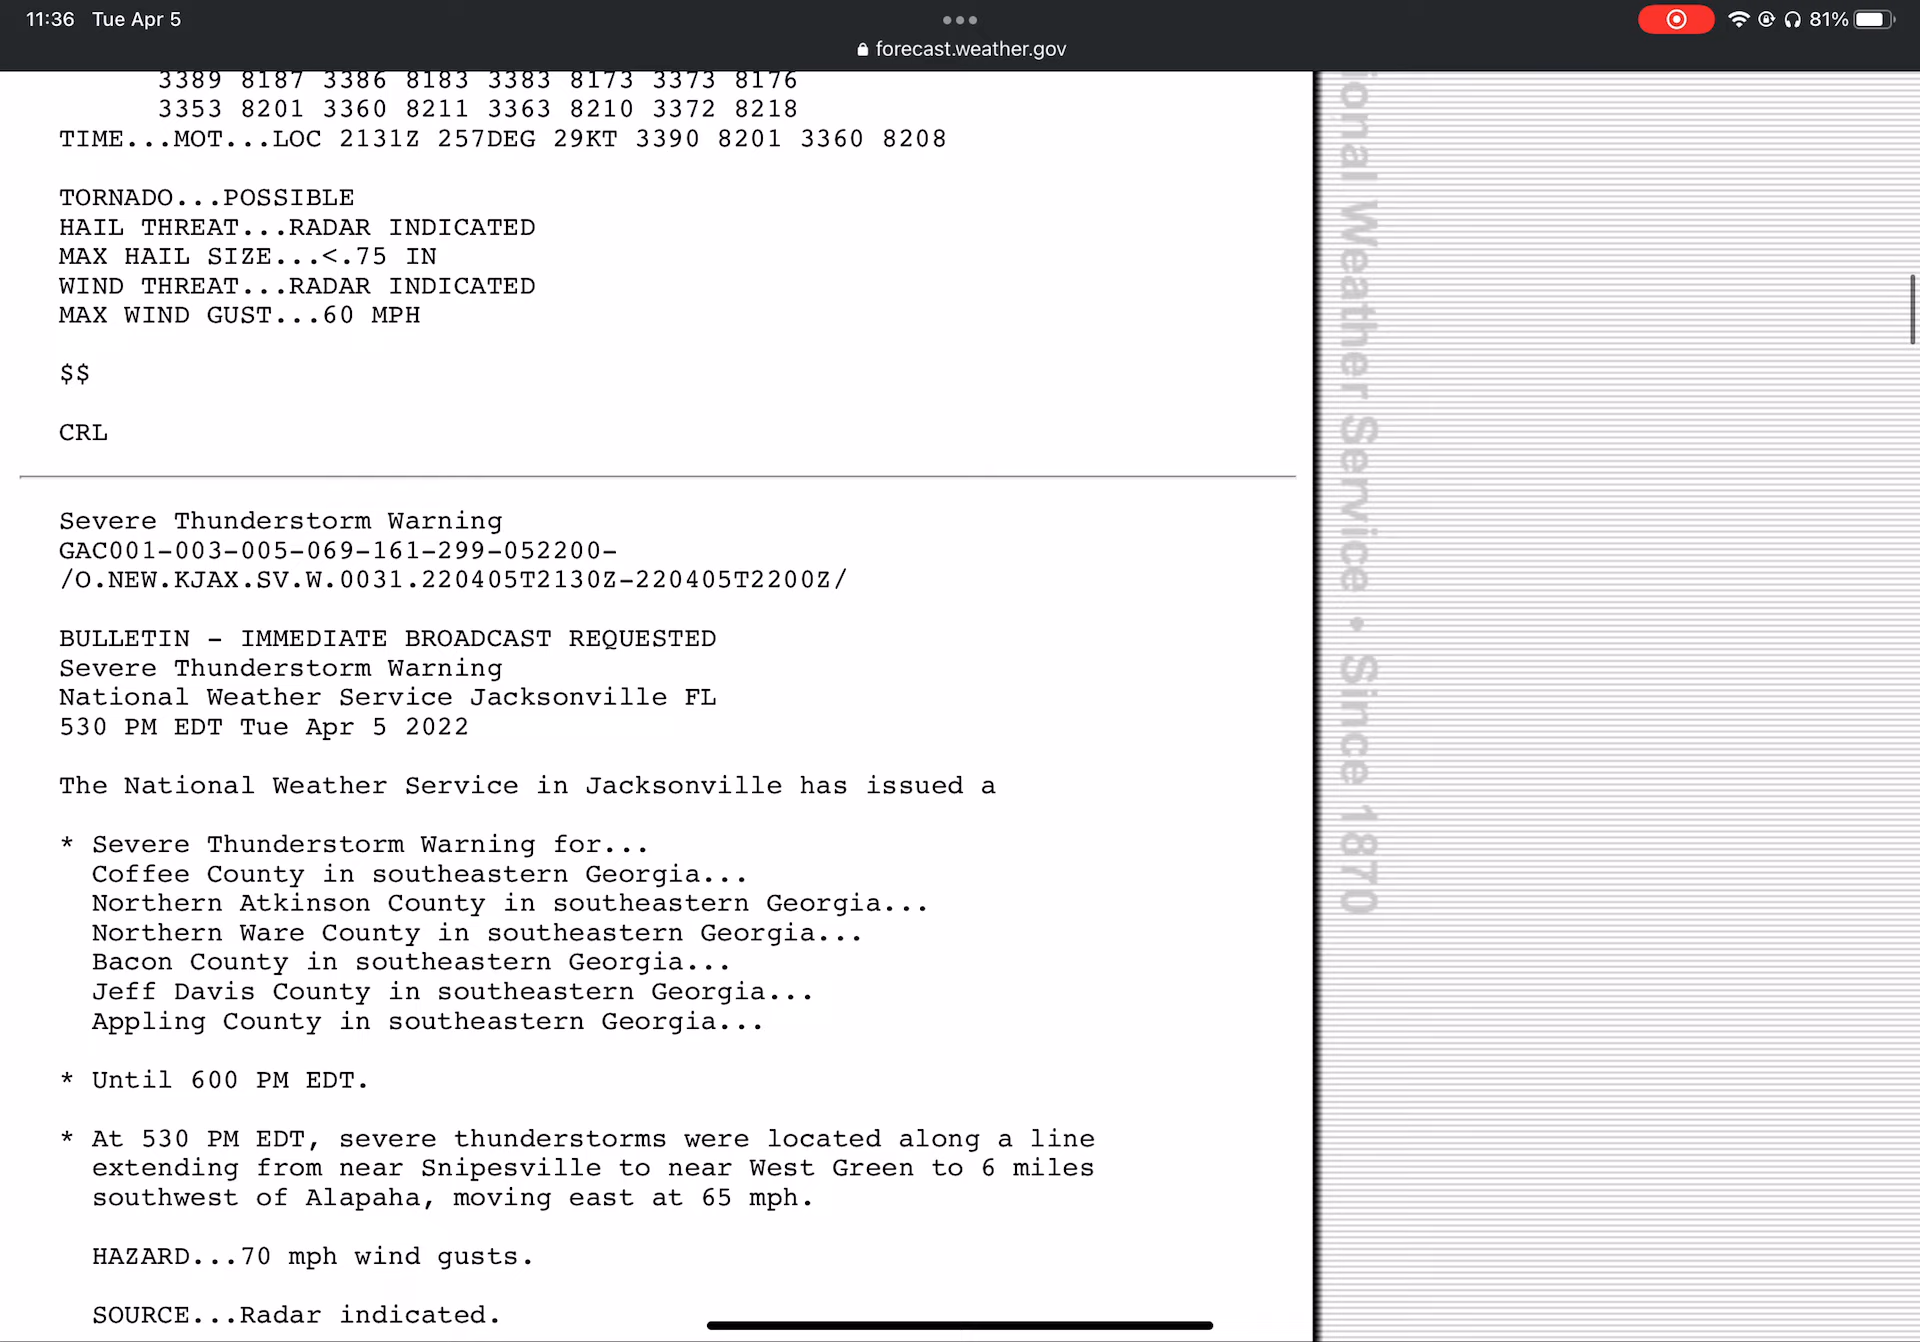 11:36 Tue Apr 5
81%
forecast.weather.gov
3389 8187 3386 8183 3383 8173 3373 8176
3353 8201 3360 8211 3363 8210 3372 8218
TIME...MOT...LOC 2131Z 257DEG 29KT 3390 8201 3360 8208
TORNADO...POSSIBLE
HAIL THREAT...RADAR INDICATED
MAX HAIL SIZE...<.75 IN
WIND THREAT...RADAR INDICATED
MAX WIND GUST...60 MPH
$$
CRL
Severe Thunderstorm Warning
GAC001-003-005-069-161-299-052200-
/O.NEW.KJAX.SV.W.0031.220405T2130Z-220405T2200Z/
BULLETIN - IMMEDIATE BROADCAST REQUESTED
Severe Thunderstorm Warning
National Weather Service Jacksonville FL
530 PM EDT Tue Apr 5 2022
The National Weather Service in Jacksonville has issued a
* Severe Thunderstorm Warning for...
Coffee County in southeastern Georgia...
Northern Atkinson County in southeastern Georgia...
Northern Ware County in southeastern Georgia...
Bacon County in southeastern Georgia...
Jeff Davis County in southeastern Georgia...
Appling County in southeastern Georgia...
* Until 600 PM EDT.
* At 530 PM EDT, severe thunderstorms were located along a line
extending from near Snipesville to near West Green to 6 miles
southwest of Alapaha, moving east at 65 mph.
HAZARD...70 mph wind gusts.
SOURCE...Radar indicated.
ional Weather Service • Since 1870